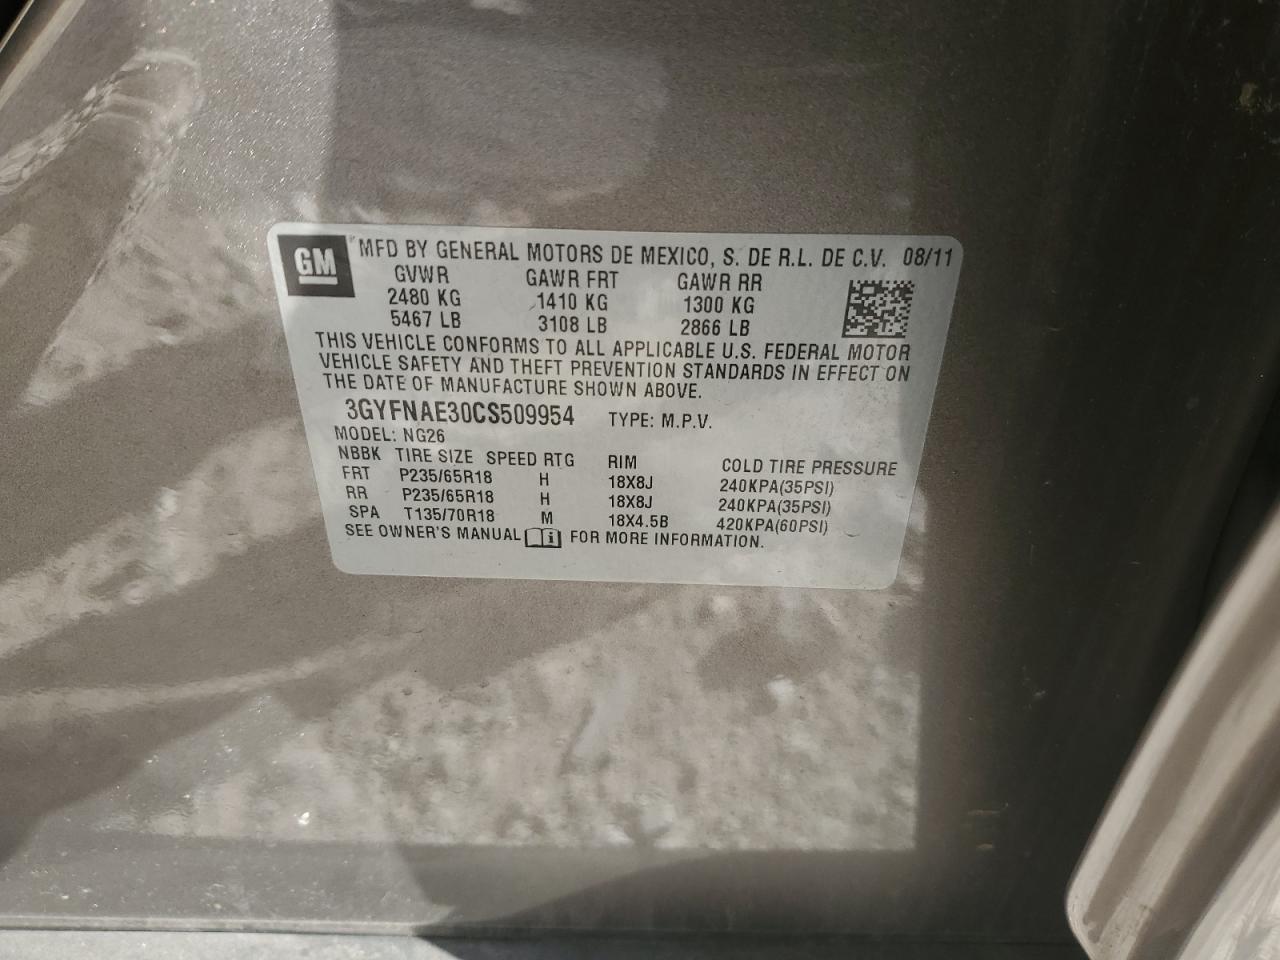 GM MFD BY GENERAL MOTORS DE MEXICO, S. DE R.L. DE C.V. 08/11
GVWR GAWR FRT GAWR RR
2480 KG 1410 KG 1300 KG
5467 LB 3108 LB 2866 LB
THIS VEHICLE CONFORMS TO ALL APPLICABLE U.S. FEDERAL MOTOR
VEHICLE SAFETY AND THEFT PREVENTION STANDARDS IN EFFECT ON
THE DATE OF MANUFACTURE SHOWN ABOVE.
3GYFNAE30CS509954 TYPE: M.P.V.
MODEL: NG26
NBBK TIRE SIZE SPEED RTG RIM COLD TIRE PRESSURE
FRT P235/65R18 H 18X8J 240KPA(35PSI)
RR P235/65R18 H 18X8J 240KPA(35PSI)
SPA T135/70R18 M 18X4.5B 420KPA(60PSI)
SEE OWNER'S MANUAL i FOR MORE INFORMATION.